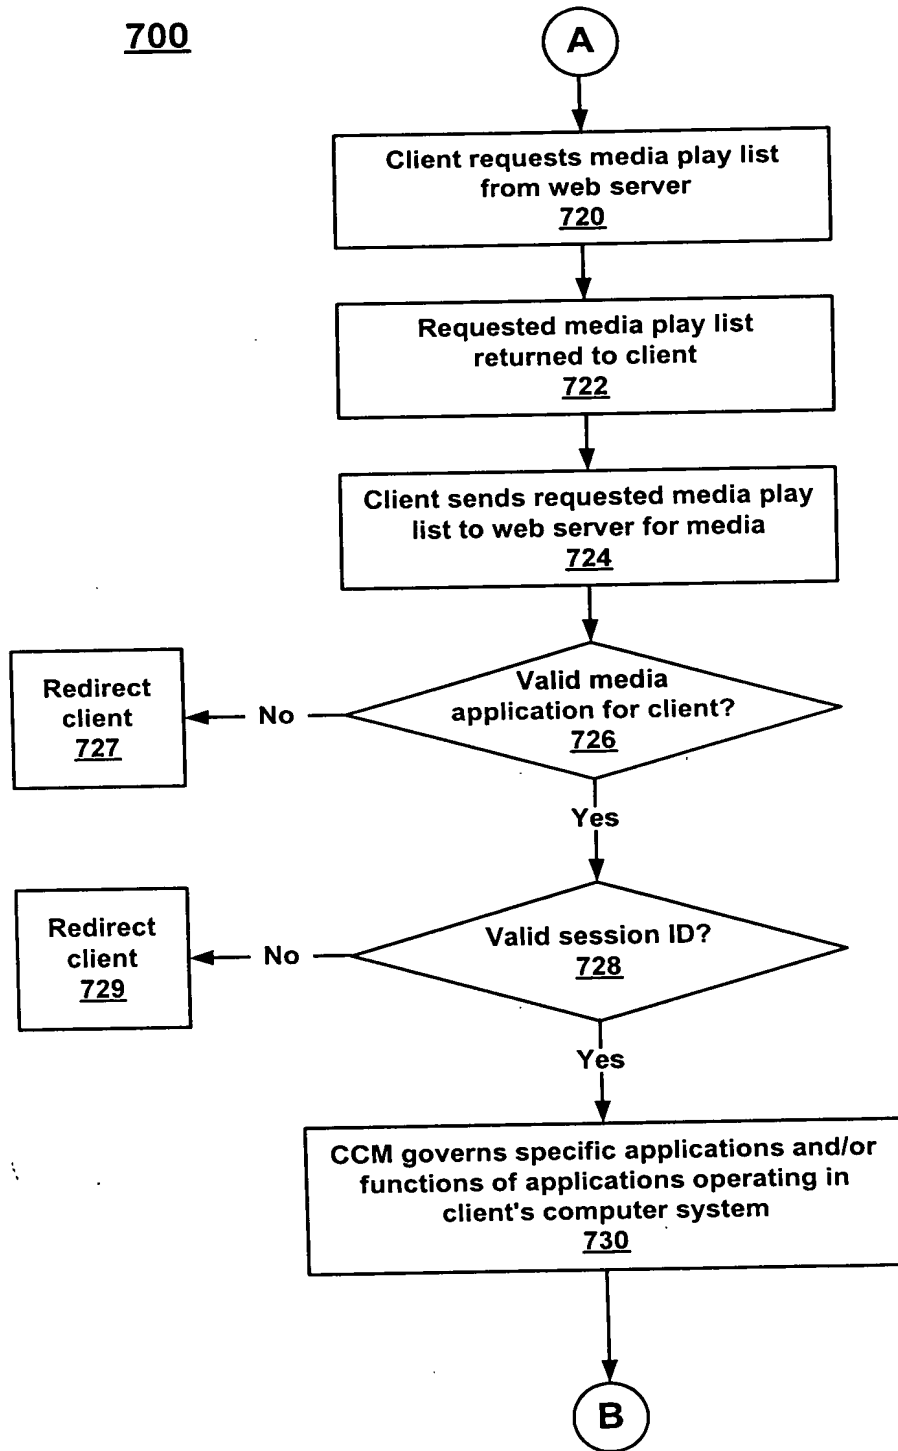 700
A
Client requests media play list
from web server
720
Requested media play list
returned to client
722
Client sends requested media play
list to web server for media
724
Valid media
application for client?
726
No
Redirect
client
727
Yes
Valid session ID?
728
No
Redirect
client
729
Yes
CCM governs specific applications and/or
functions of applications operating in
client's computer system
730
B